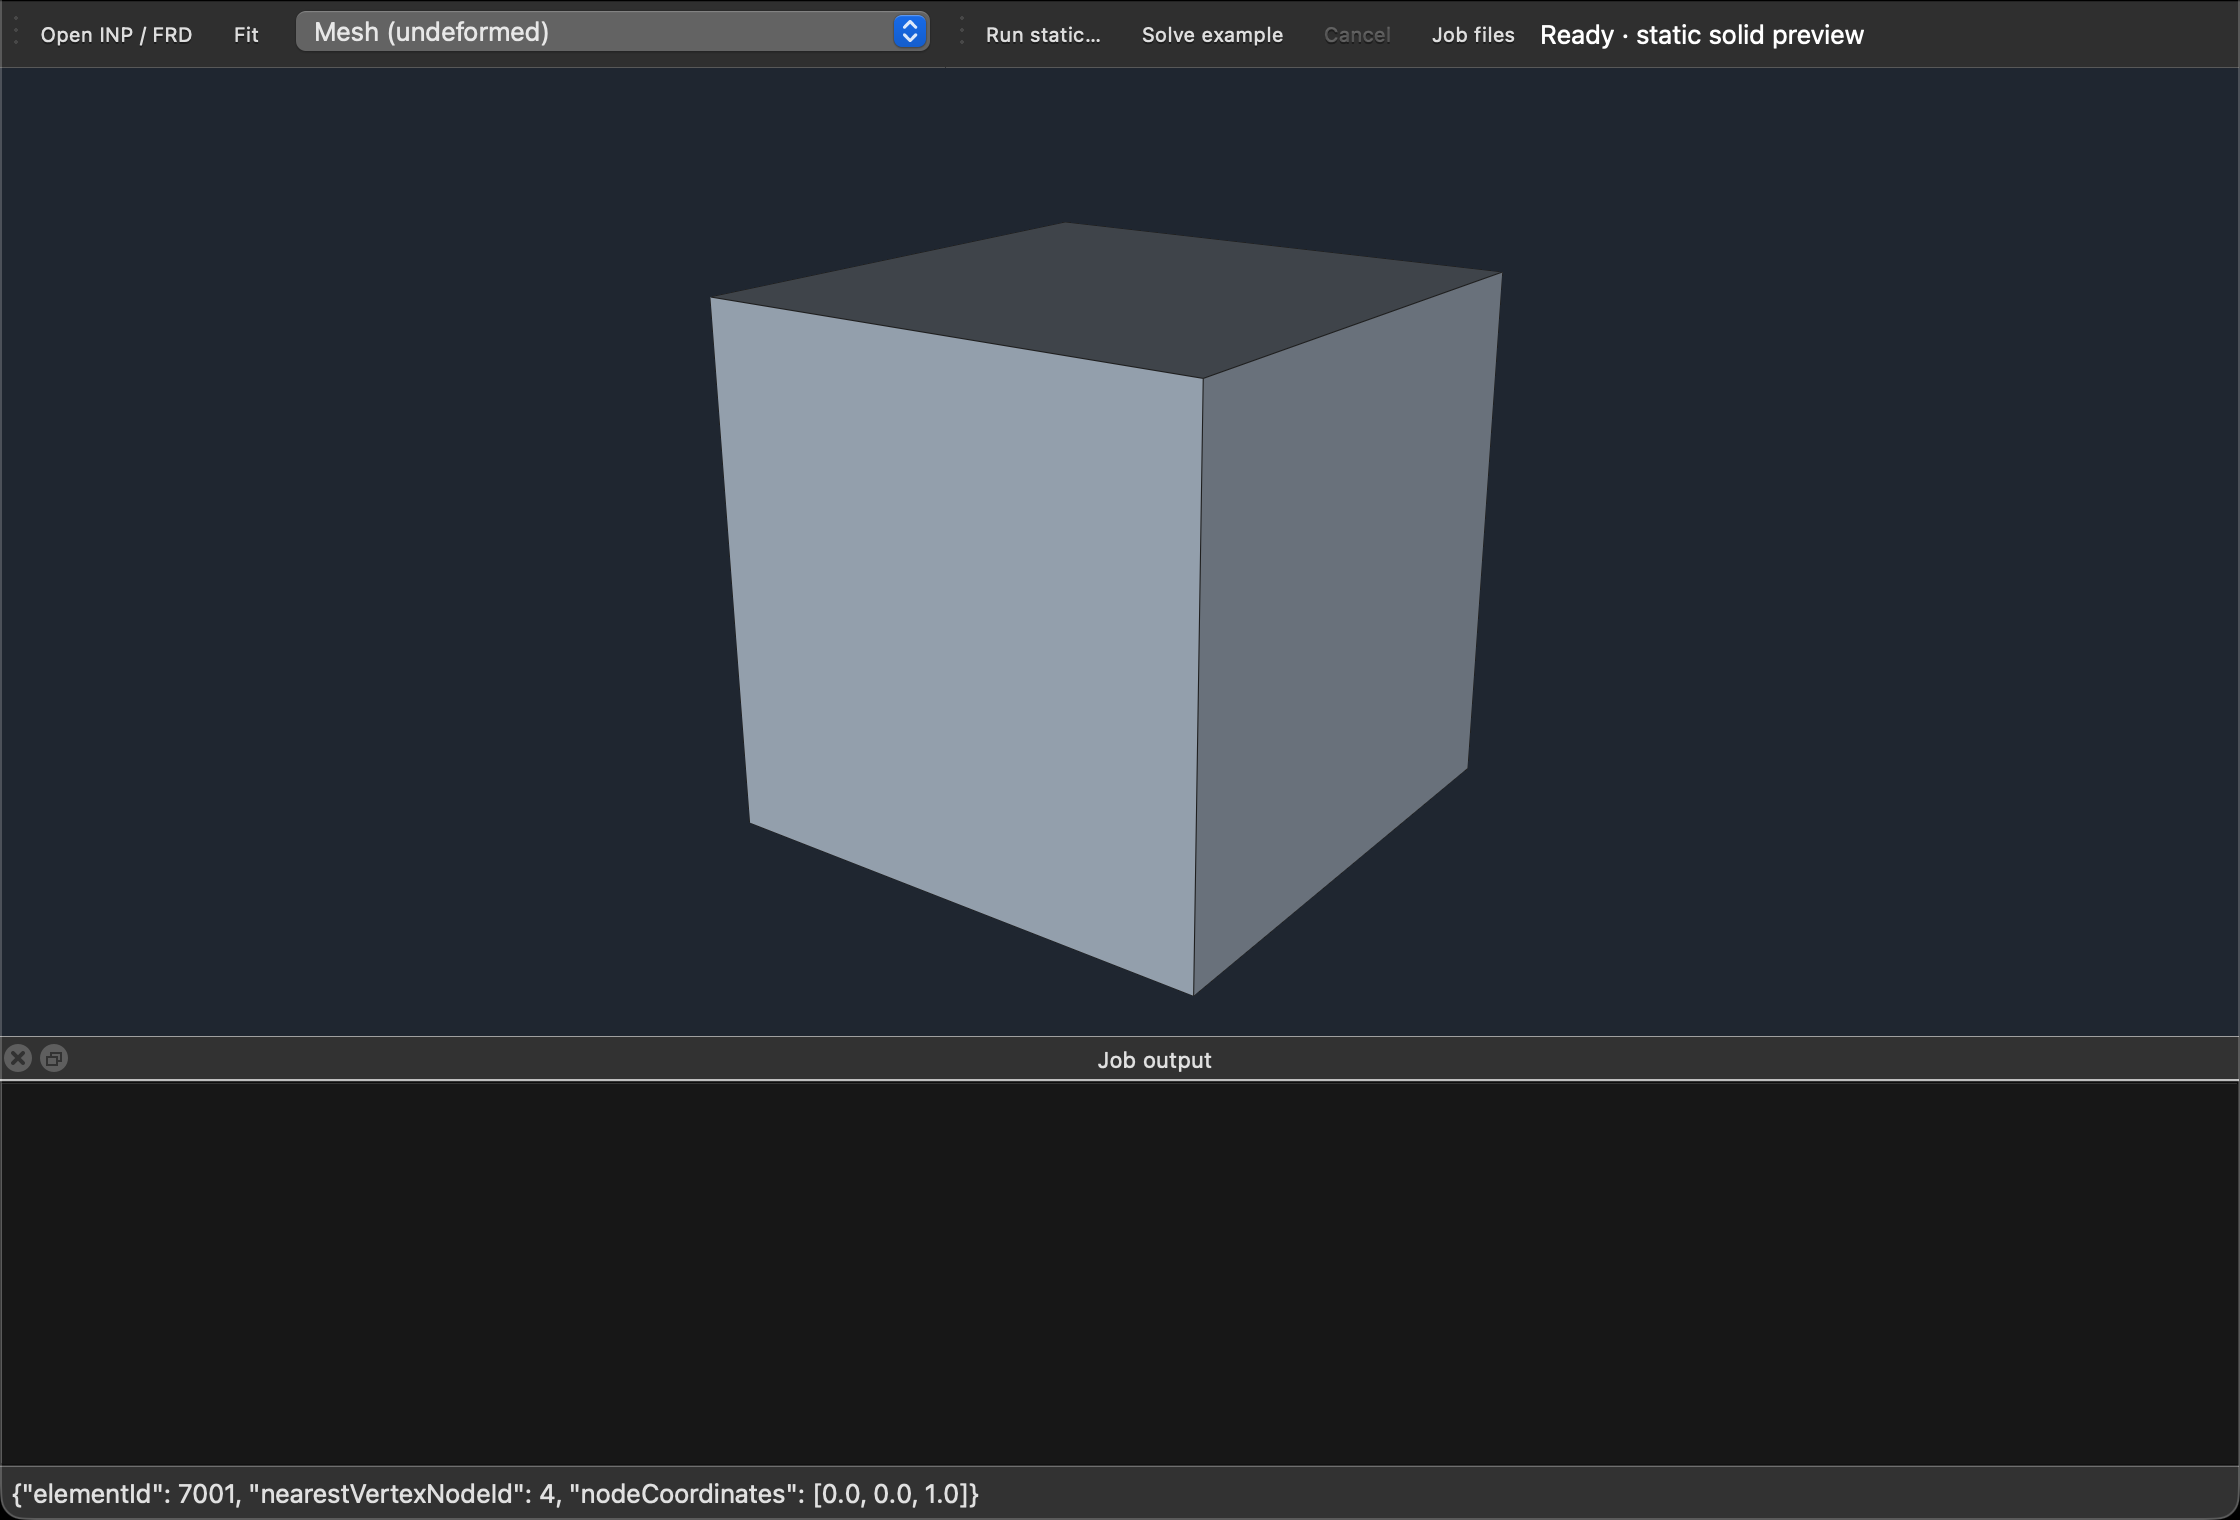 Open INP / FRD Fit Mesh (undeformed) Run static... Solve example Cancel Job files Ready · static solid preview
Job output
{"elementId": 7001, "nearestVertexNodeId": 4, "nodeCoordinates": [0.0, 0.0, 1.0]}